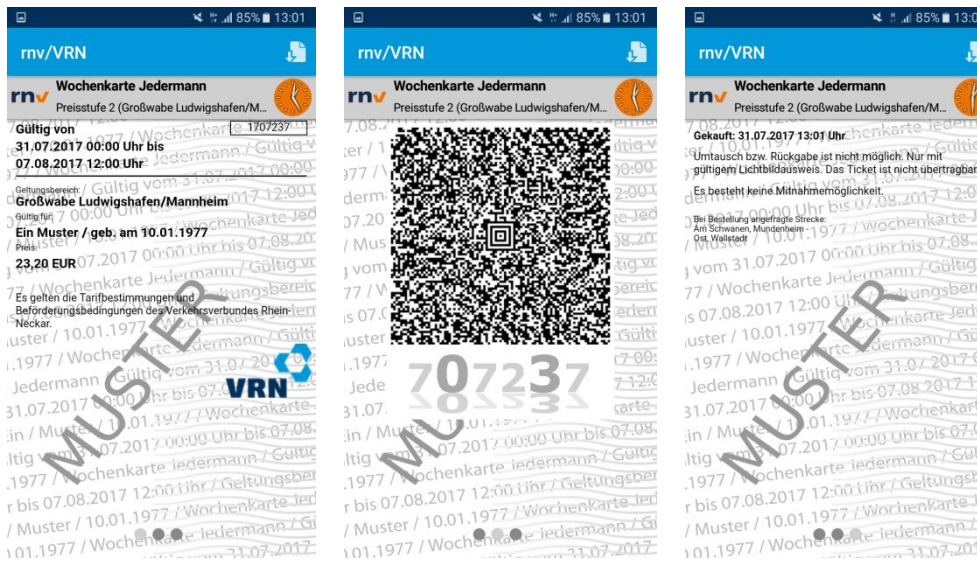 85% 13:01
rnv/VRN
rnv
Wochenkarte Jedermann
Preisstufe 2 (Großwabe Ludwigshafen/M...
1707237
Gültig von
31.07.2017 00:00 Uhr bis
07.08.2017 12:00 Uhr
Geltungsbereich:
Großwabe Ludwigshafen/Mannheim
Gültig für:
Ein Muster / geb. am 10.01.1977
Preis:
23,20 EUR
Es gelten die Tarifbestimmungen und
Beförderungsbedingungen des Verkehrsverbundes Rhein-
Neckar.
VRN
MUSTER
85% 13:01
rnv/VRN
rnv
Wochenkarte Jedermann
Preisstufe 2 (Großwabe Ludwigshafen/M...
707237
85% 13:0
rnv/VRN
rnv
Wochenkarte Jedermann
Preisstufe 2 (Großwabe Ludwigshafen/M...
Gekauft: 31.07.2017 13:01 Uhr
Umtausch bzw. Rückgabe ist nicht möglich. Nur mit
gültigem Lichtbildausweis. Das Ticket ist nicht übertragbar.
Es besteht keine Mitnahmemöglichkeit.
Bei Bestellung angefragte Strecke:
Am Schwanen, Mundenheim -
Ost, Wallstadt
MUSTER